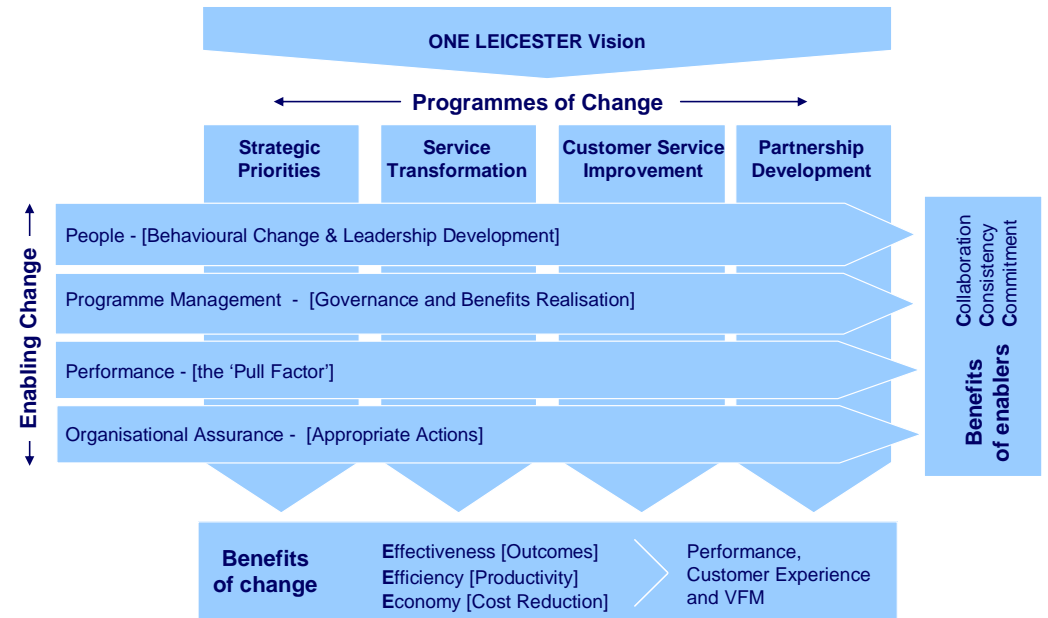 ONE LEICESTER Vision
Programmes of Change
Strategic
Priorities
Service
Transformation
Customer Service
Improvement
Partnership
Development
Enabling Change
People - [Behavioural Change & Leadership Development]
Programme Management - [Governance and Benefits Realisation]
Performance - [the ‘Pull Factor’]
Organisational Assurance - [Appropriate Actions]
Benefits
of enablers
Collaboration
Consistency
Commitment
Benefits
of change
Effectiveness [Outcomes]
Efficiency [Productivity]
Economy [Cost Reduction]
Performance,
Customer Experience
and VFM